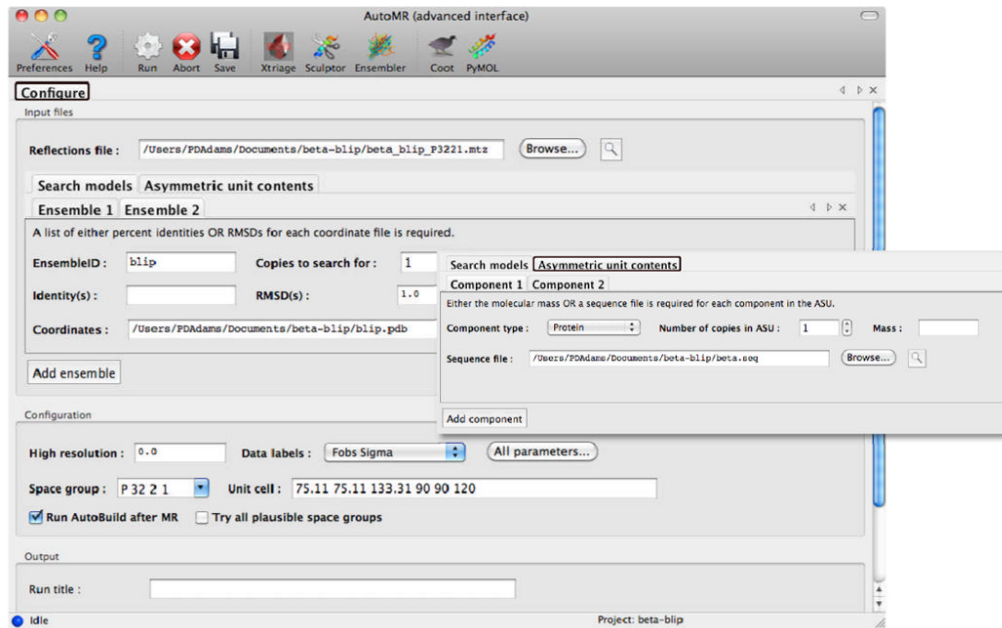 AutoMR (advanced interface)
Preferences Help Run Abort Save Xtriage Sculptor Ensembler Coot PyMOL
Configure
Input files
Reflections file : /Users/PDAdams/Documents/beta-blip/beta_blip_P3221.mtz Browse...
Search models Asymmetric unit contents
Ensemble 1 Ensemble 2
A list of either percent identities OR RMSDs for each coordinate file is required.
EnsembleID : blip Copies to search for : 1
Identity(s) : RMSD(s) : 1.0
Coordinates : /Users/PDAdams/Documents/beta-blip/blip.pdb
Add ensemble
Search models Asymmetric unit contents
Component 1 Component 2
Either the molecular mass OR a sequence file is required for each component in the ASU.
Component type : Protein Number of copies in ASU : 1 Mass :
Sequence file : /Users/PDAdams/Documents/beta-blip/beta.seq Browse...
Add component
Configuration
High resolution : 0.0 Data labels : Fobs Sigma All parameters...
Space group : P 32 2 1 Unit cell : 75.11 75.11 133.31 90 90 120
Run AutoBuild after MR Try all plausible space groups
Output
Run title :
Idle Project: beta-blip